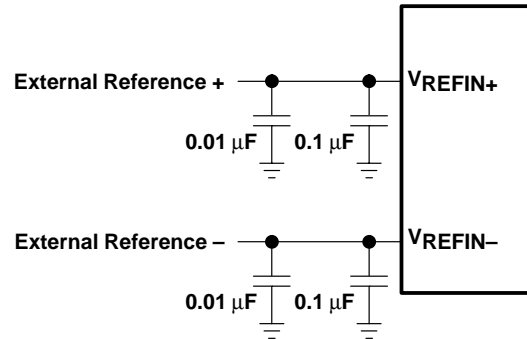 External Reference + VREFIN+
0.01 μF 0.1 μF
External Reference – VREFIN–
0.01 μF 0.1 μF